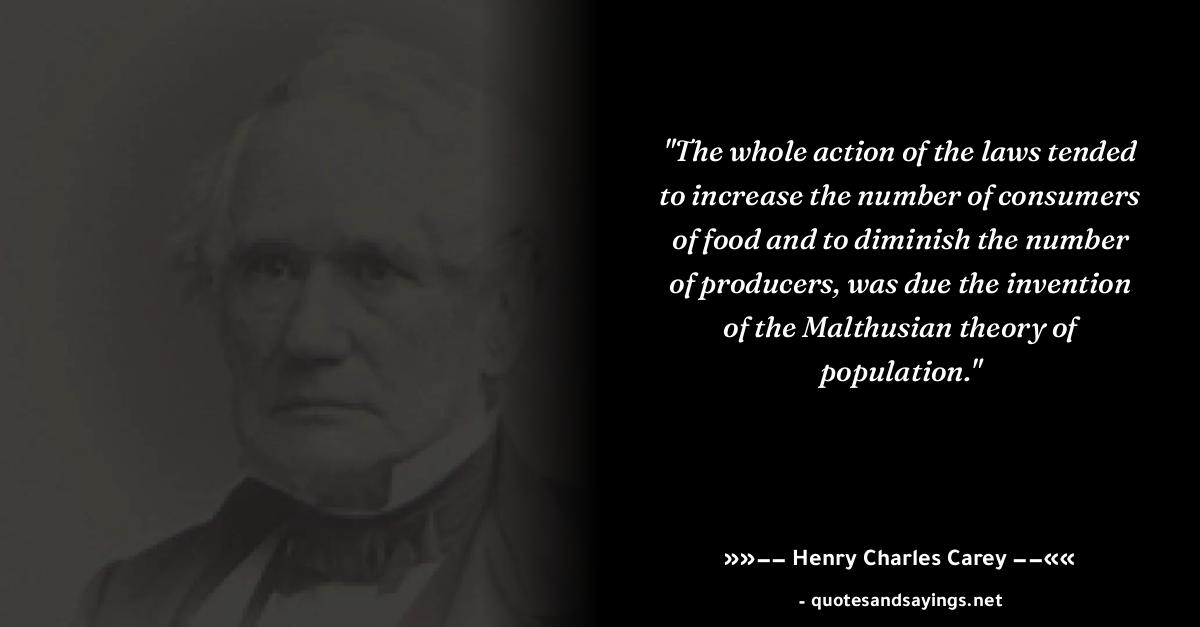 "The whole action of the laws tended
to increase the number of consumers
of food and to diminish the number
of producers, was due the invention
of the Malthusian theory of
population."
»»−− Henry Charles Carey −−««
- quotesandsayings.net